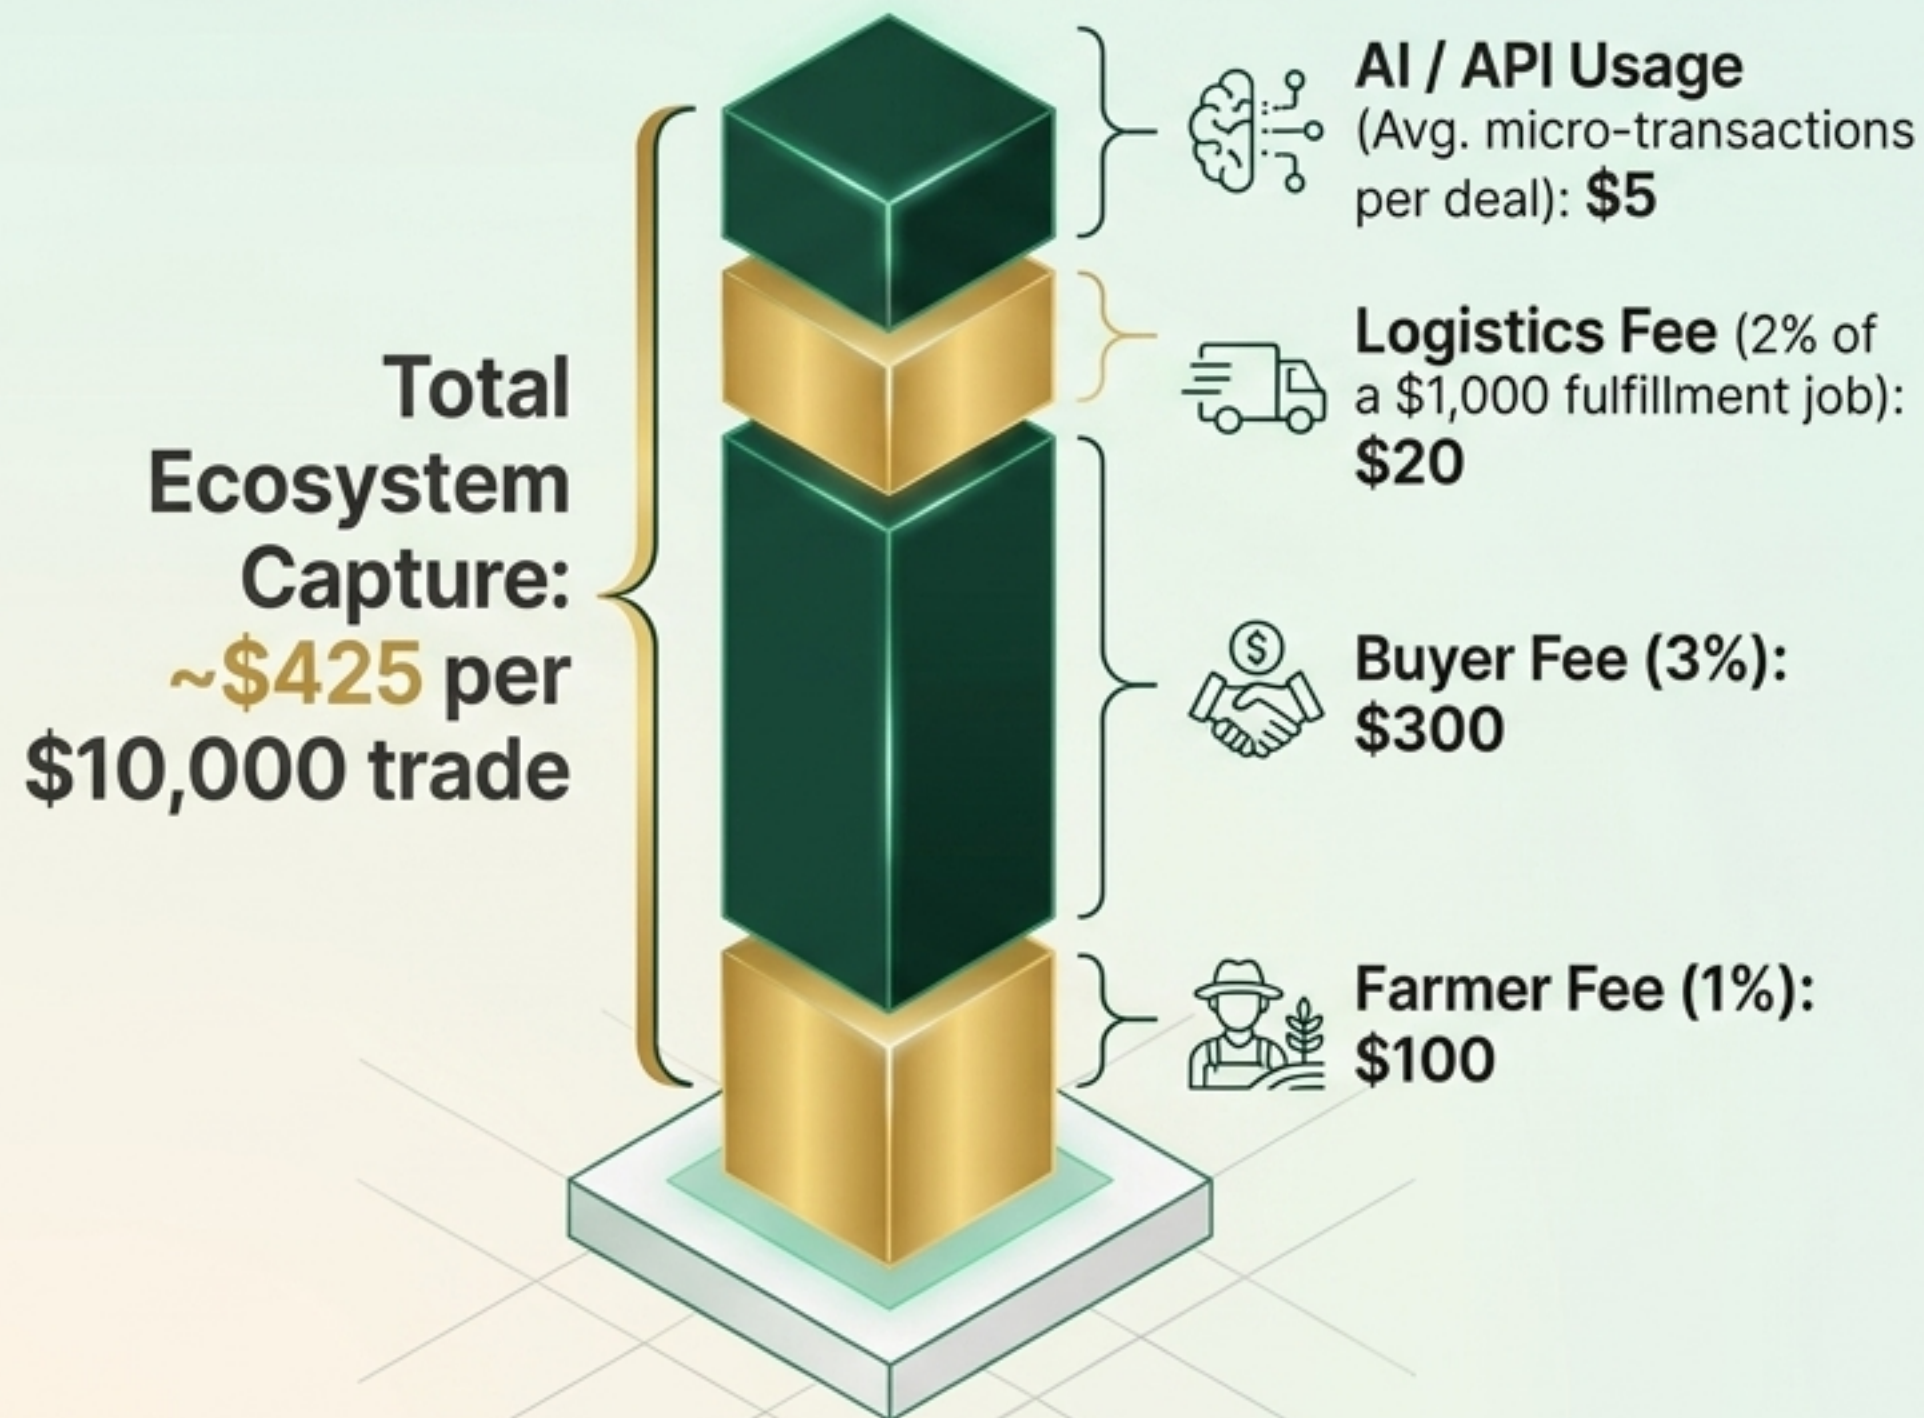 Total
Ecosystem
Capture:
~$425 per
$10,000 trade
AI / API Usage
(Avg. micro-transactions
per deal): $5
Logistics Fee (2% of
a $1,000 fulfillment job):
$20
$
Buyer Fee (3%):
$300
Farmer Fee (1%):
$100